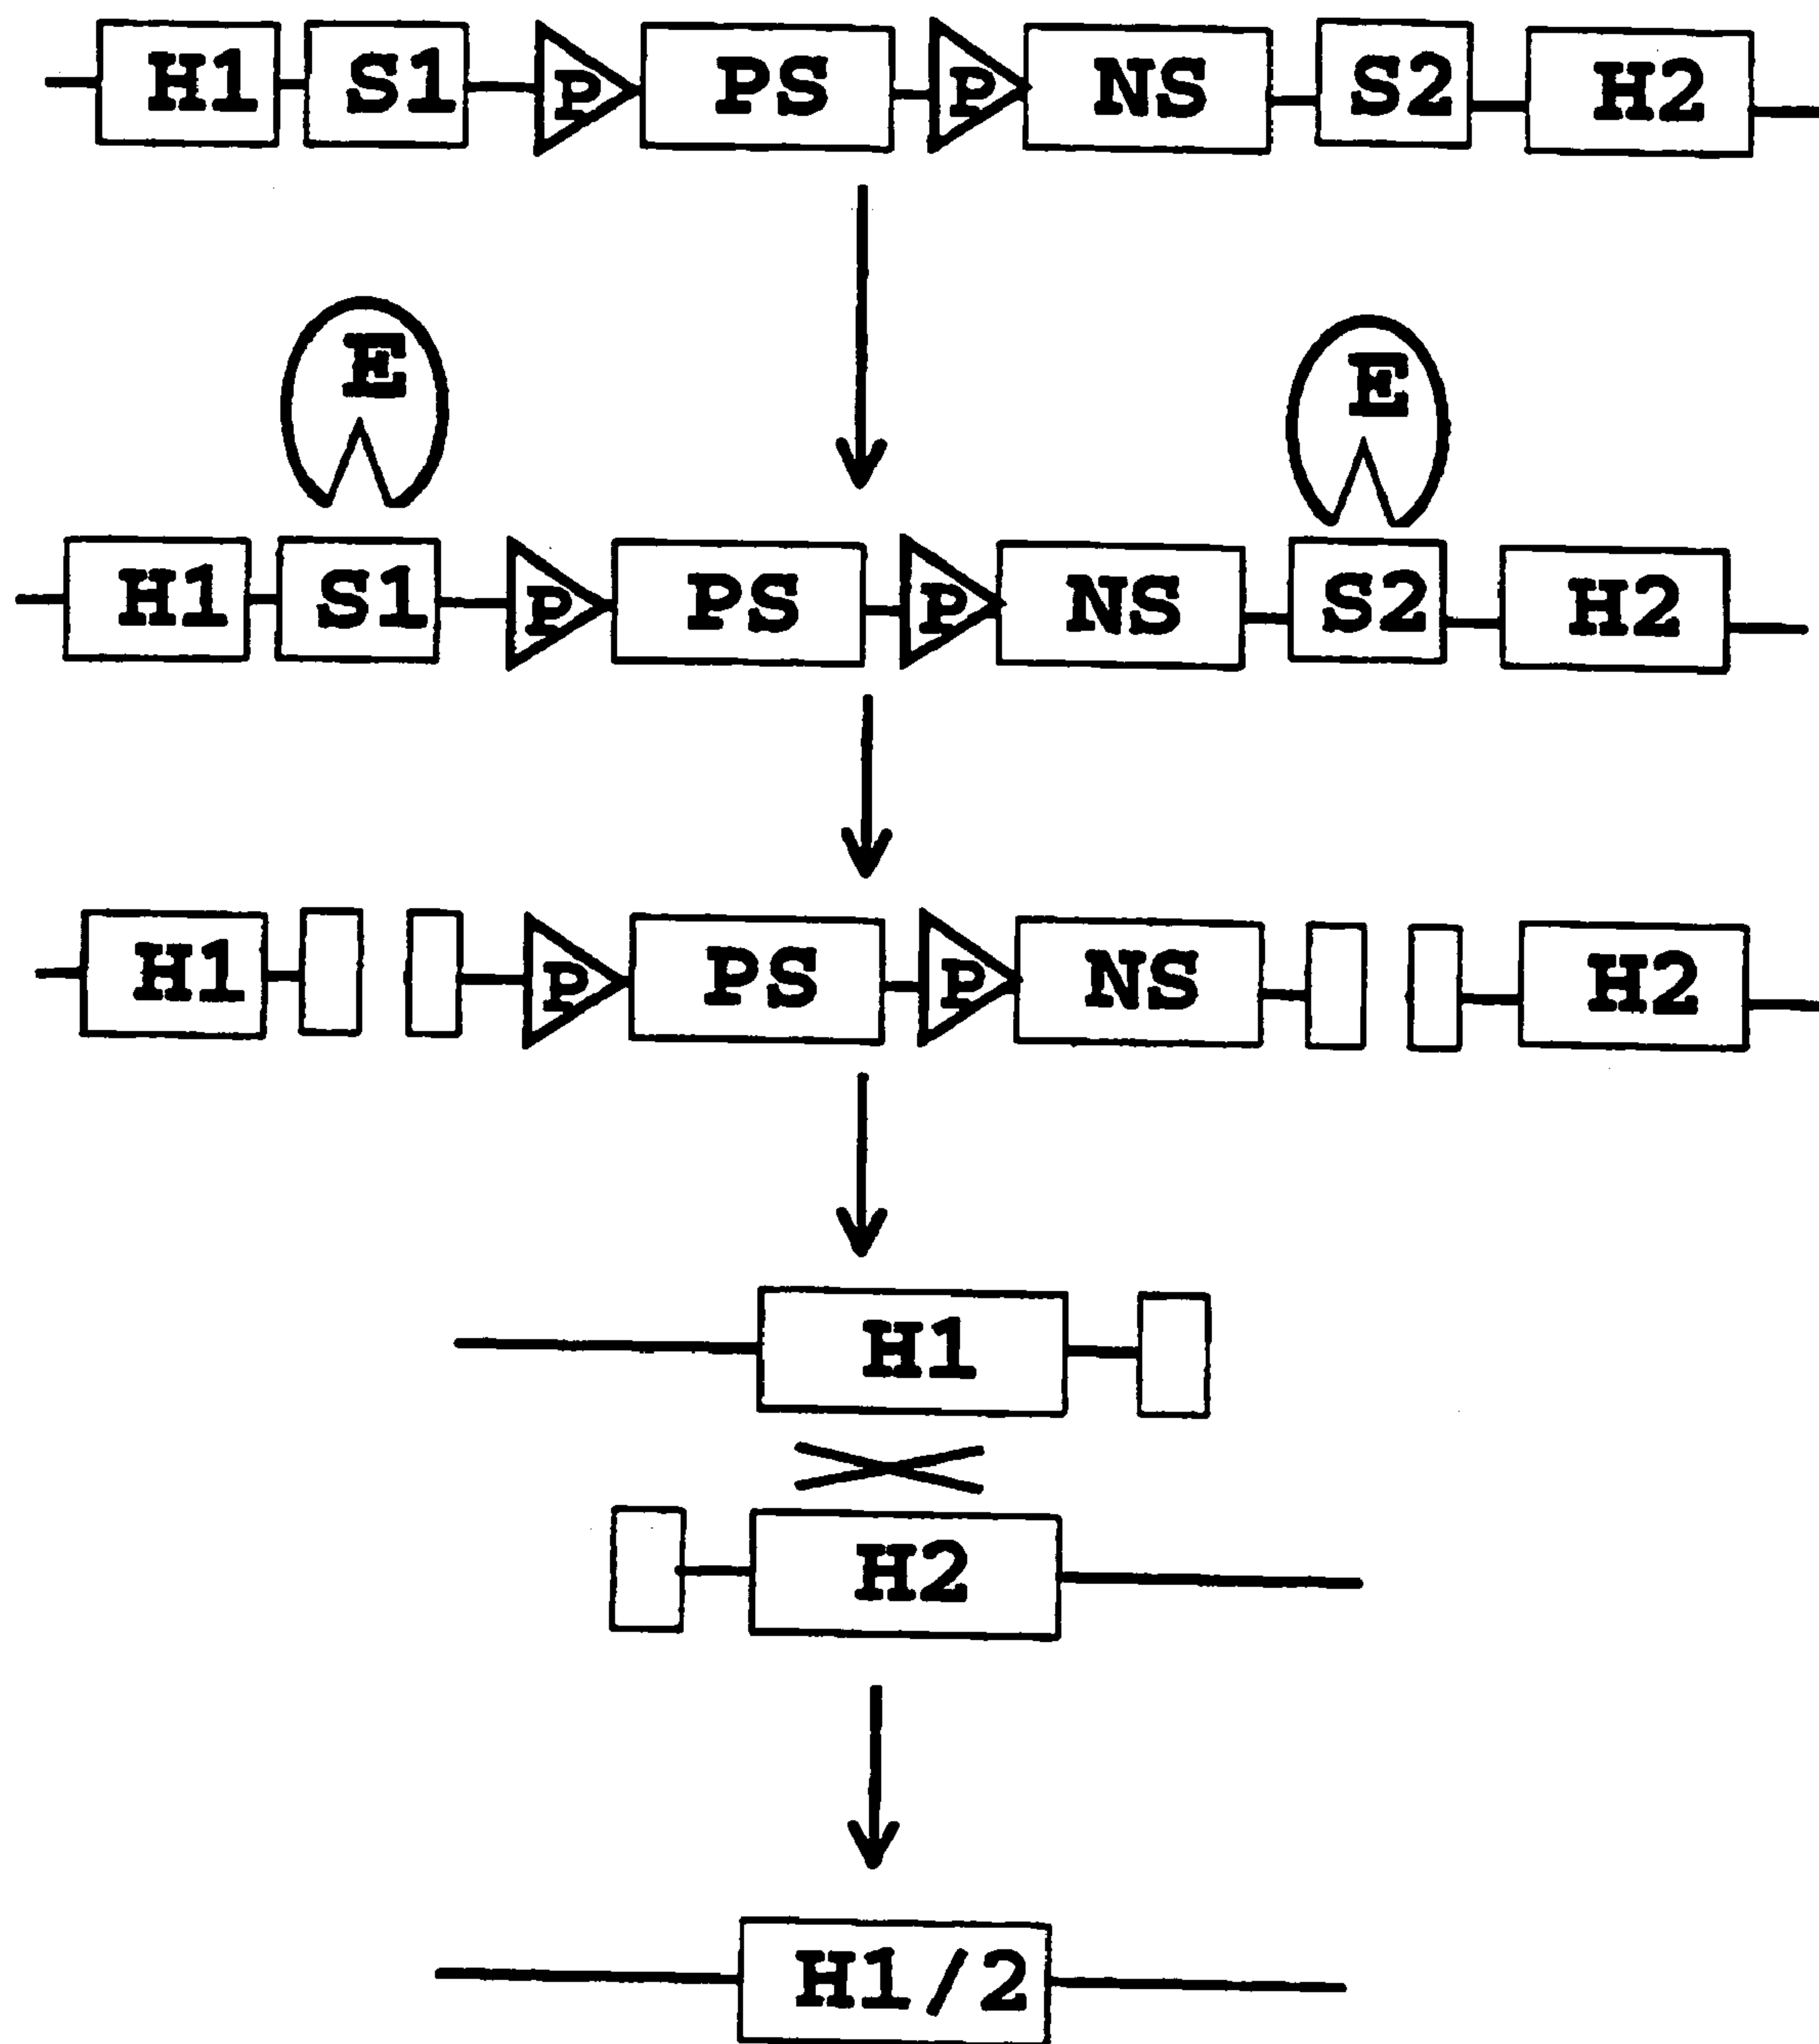 H1 S1 P PS P NS S2 H2
E E
H1 S1 P PS P NS S2 H2
H1 P PS P NS H2
H1
H2
H1/2